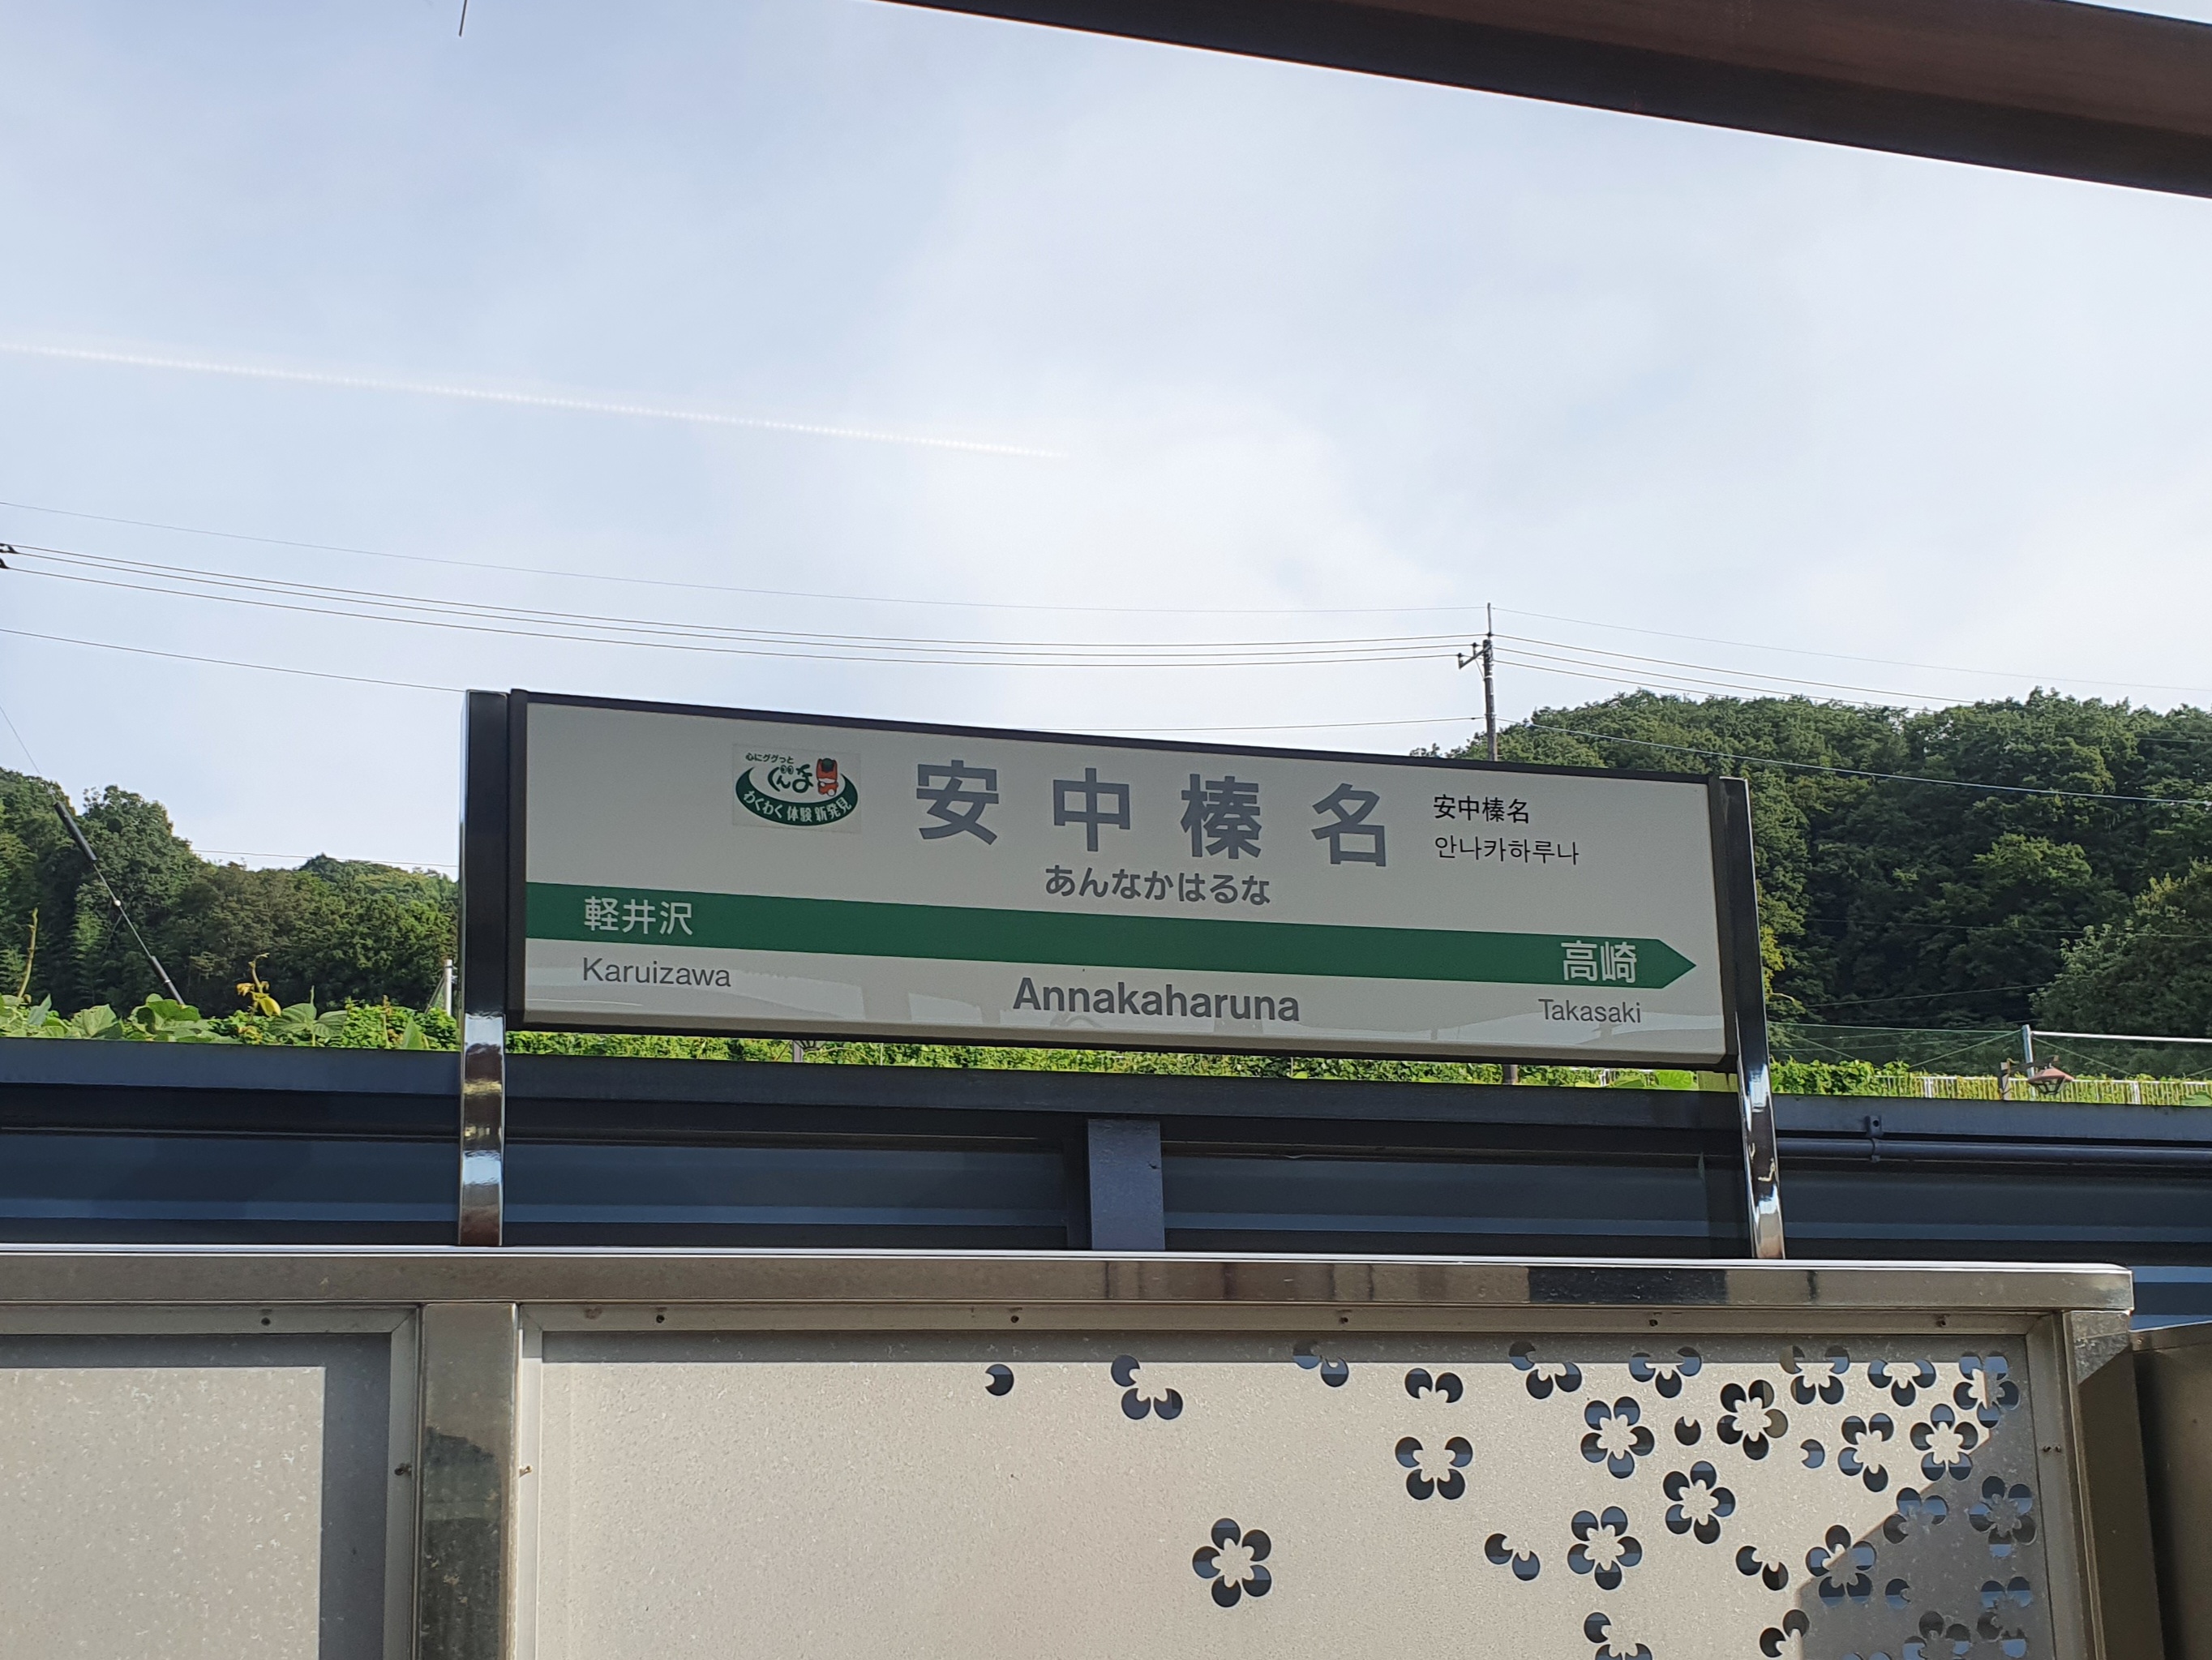 心にググっと
ぐんま
わくわく 体験 新発見
安中榛名
安中榛名
안나카하루나
あんなかはるな
軽井沢
高崎
Karuizawa
Annakaharuna
Takasaki